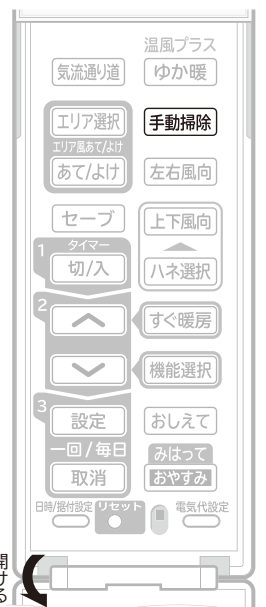 温風プラス
気流通り道 ゆか暖
エリア選択 手動掃除
エリア風あて/よけ
あて/よけ 左右風向
セーブ 上下風向
1 タイマー
切/入 ハネ選択
2 すぐ暖房
機能選択
3
設定 おしえて
一回/毎日 みはって
取消 おやすみ
日時/据付設定 リセット 電気代設定
開ける